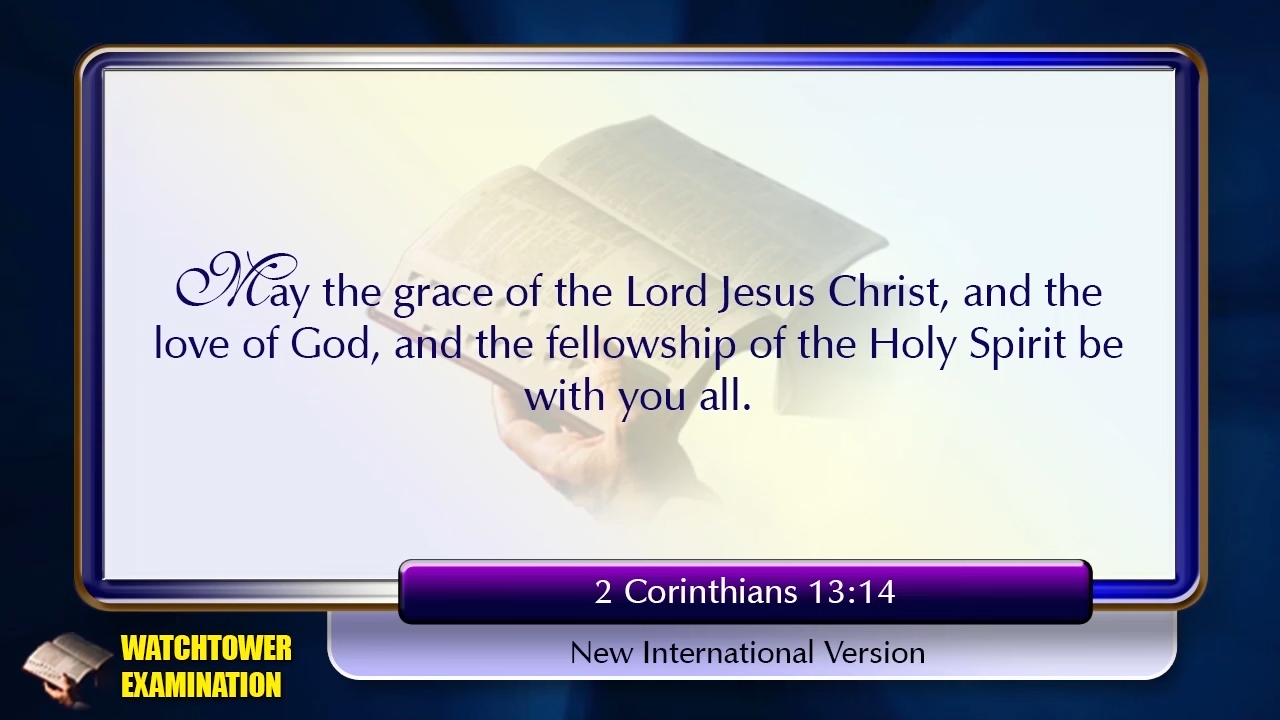 May the grace of the Lord Jesus Christ, and the
love of God, and the fellowship of the Holy Spirit be
with you all.
2 Corinthians 13:14
New International Version
WATCHTOWER
EXAMINATION